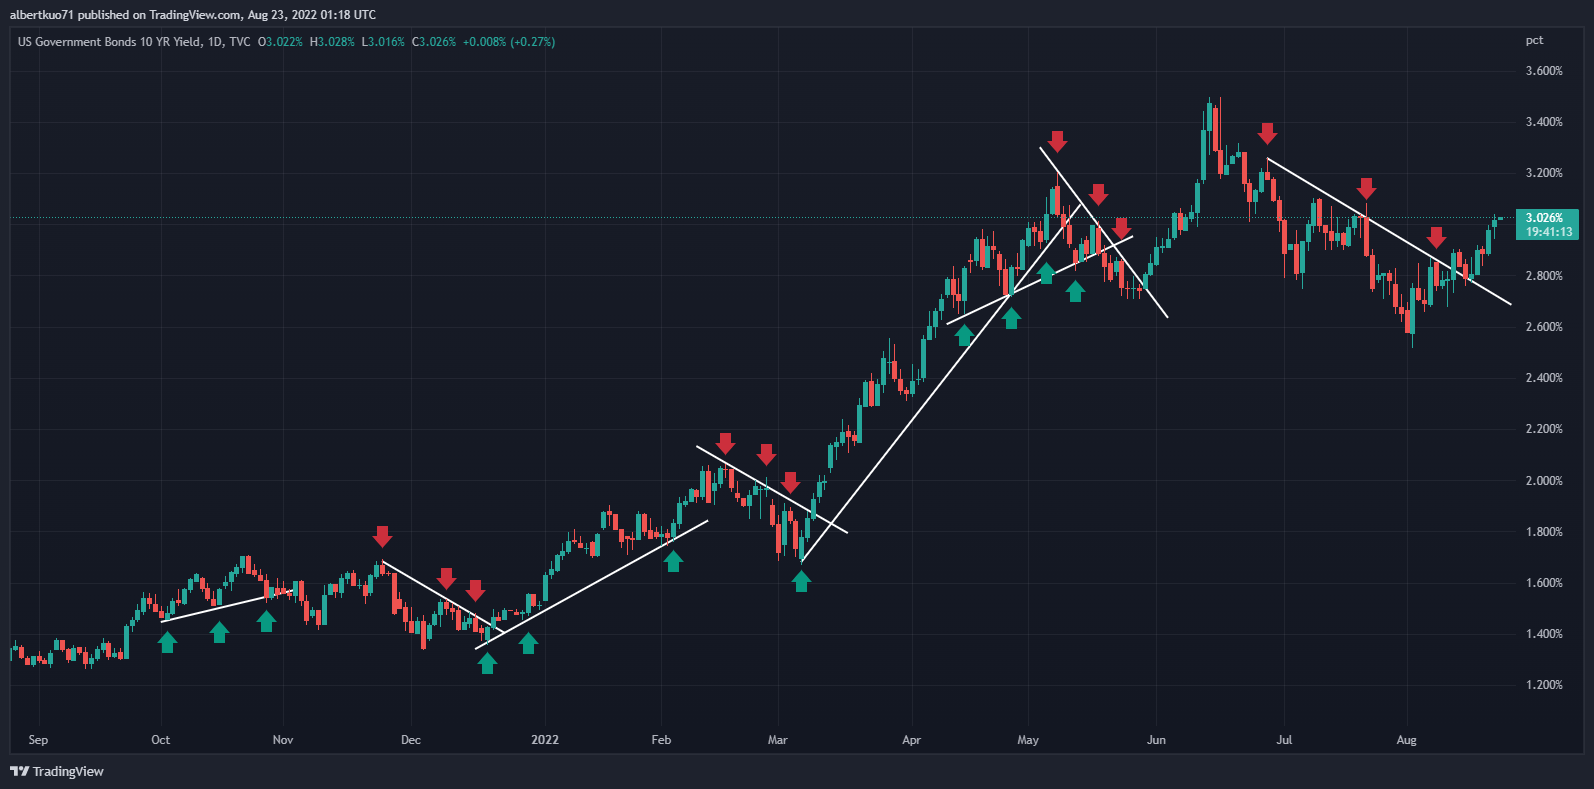 albertkuo71 published on TradingView.com, Aug 23, 2022 01:18 UTC
US Government Bonds 10 YR Yield, 1D, TVC O3.022% H3.028% L3.016% C3.026% +0.008% (+0.27%)
pct
3.600%
3.400%
3.200%
3.026%
19:41:13
2.800%
2.600%
2.400%
2.200%
2.000%
1.800%
1.600%
1.400%
1.200%
Sep Oct Nov Dec 2022 Feb Mar Apr May Jun Jul Aug
TradingView